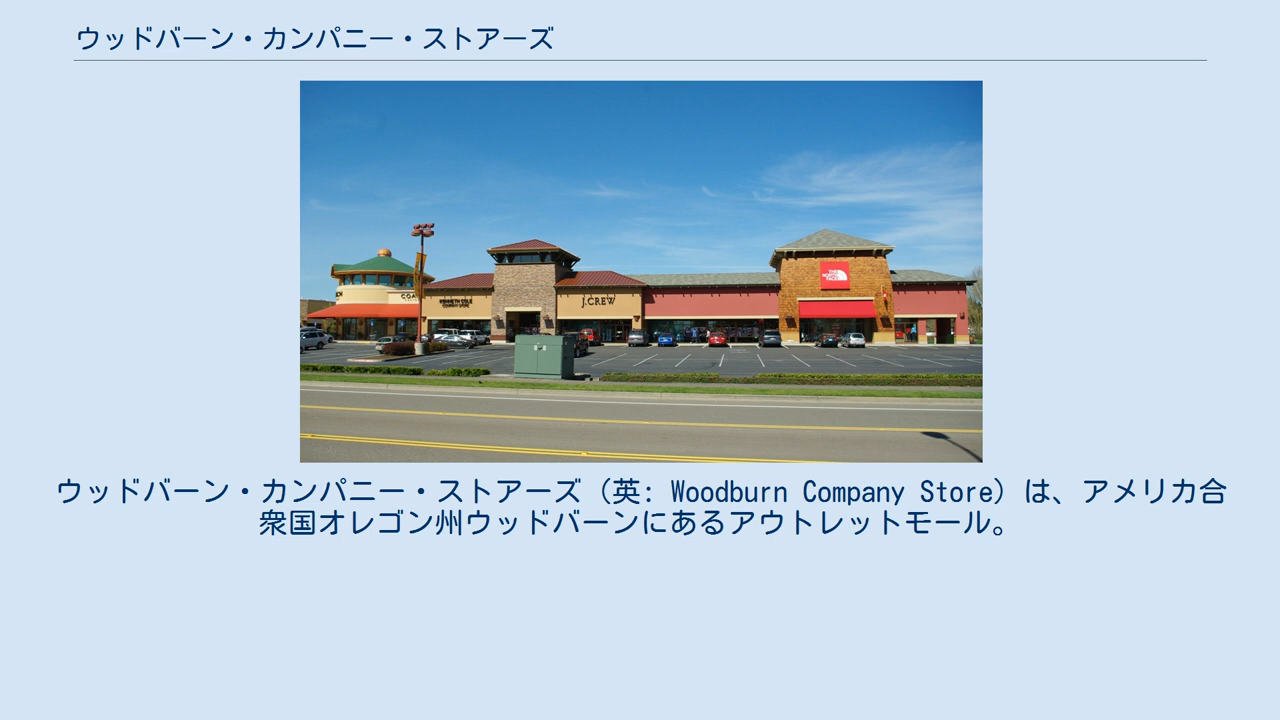 ウッドバーン・カンパニー・ストアーズ
J.CREW
THE
NORTH
FACE
ウッドバーン・カンパニー・ストアーズ（英: Woodburn Company Store）は、アメリカ合
衆国オレゴン州ウッドバーンにあるアウトレットモール。